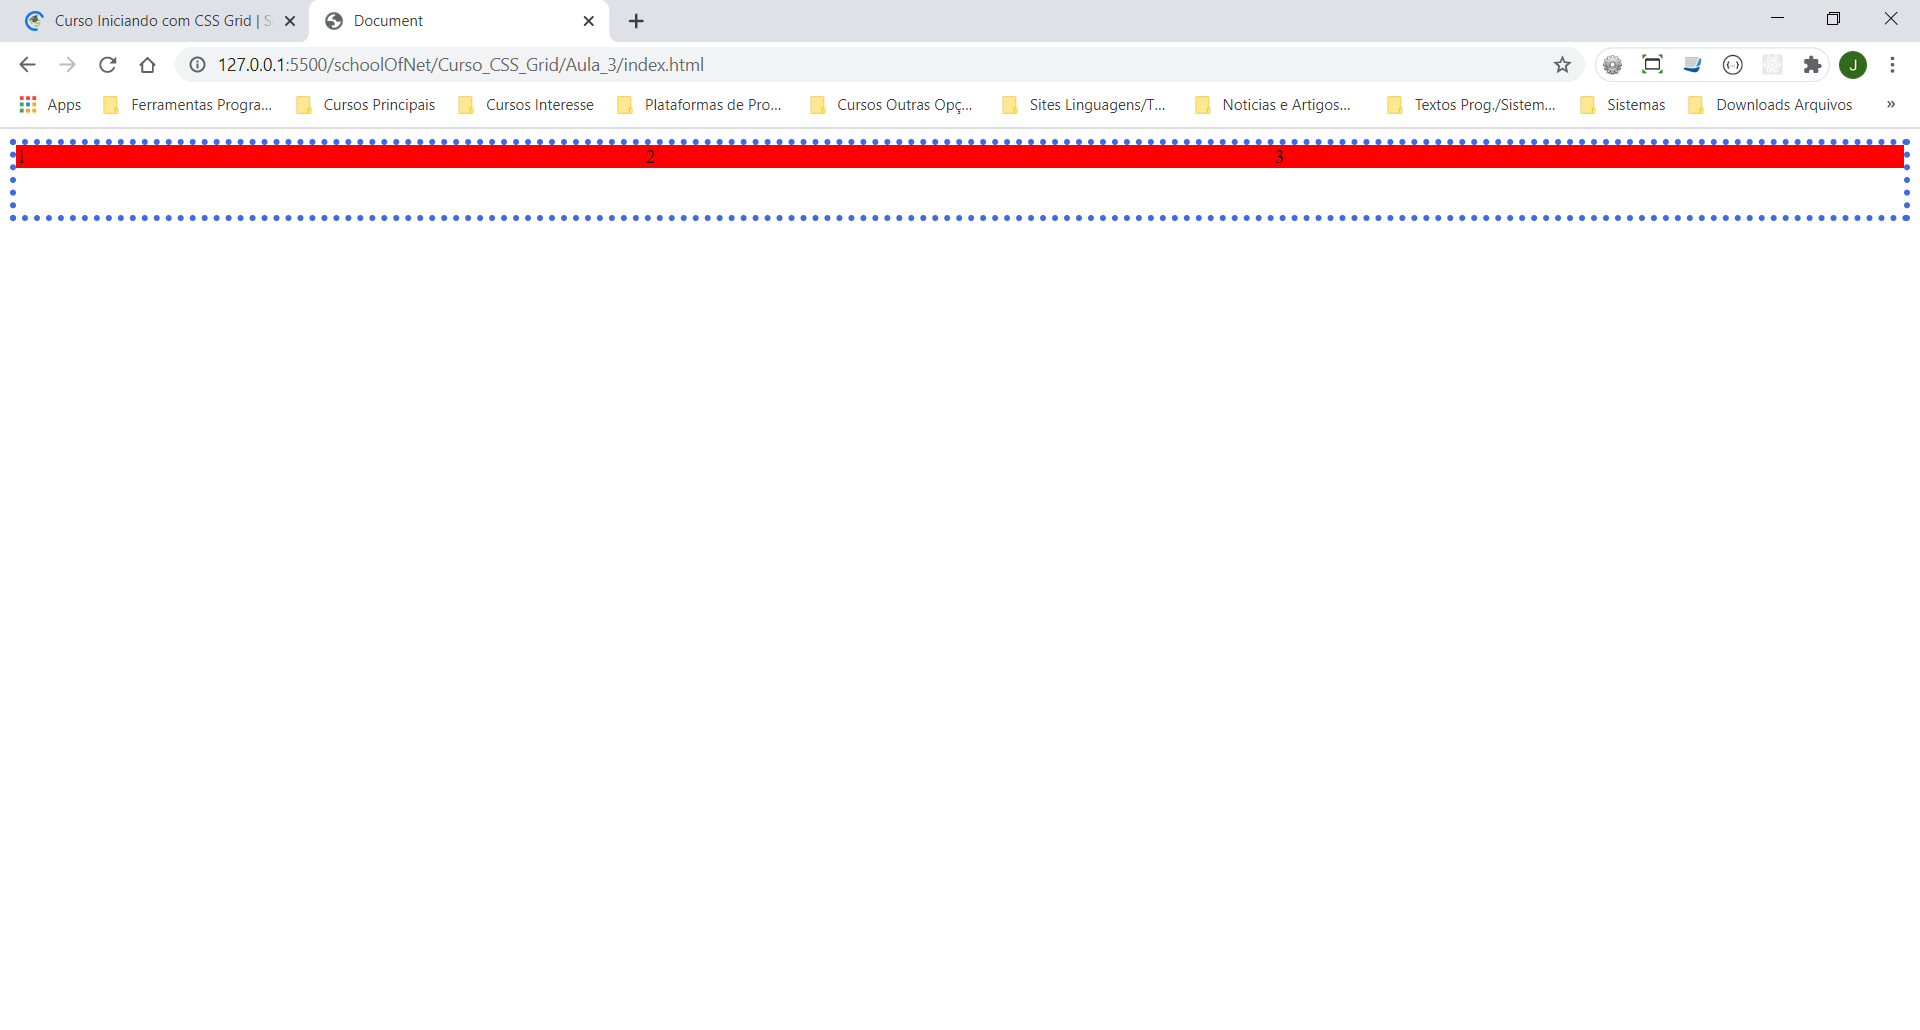 Curso Iniciando com CSS Grid | S
Document
127.0.0.1:5500/schoolOfNet/Curso_CSS_Grid/Aula_3/index.html
J
Apps
Ferramentas Progra...
Cursos Principais
Cursos Interesse
Plataformas de Pro...
Cursos Outras Opç...
Sites Linguagens/T...
Noticias e Artigos...
Textos Prog./Sistem...
Sistemas
Downloads Arquivos
»
1 2 3